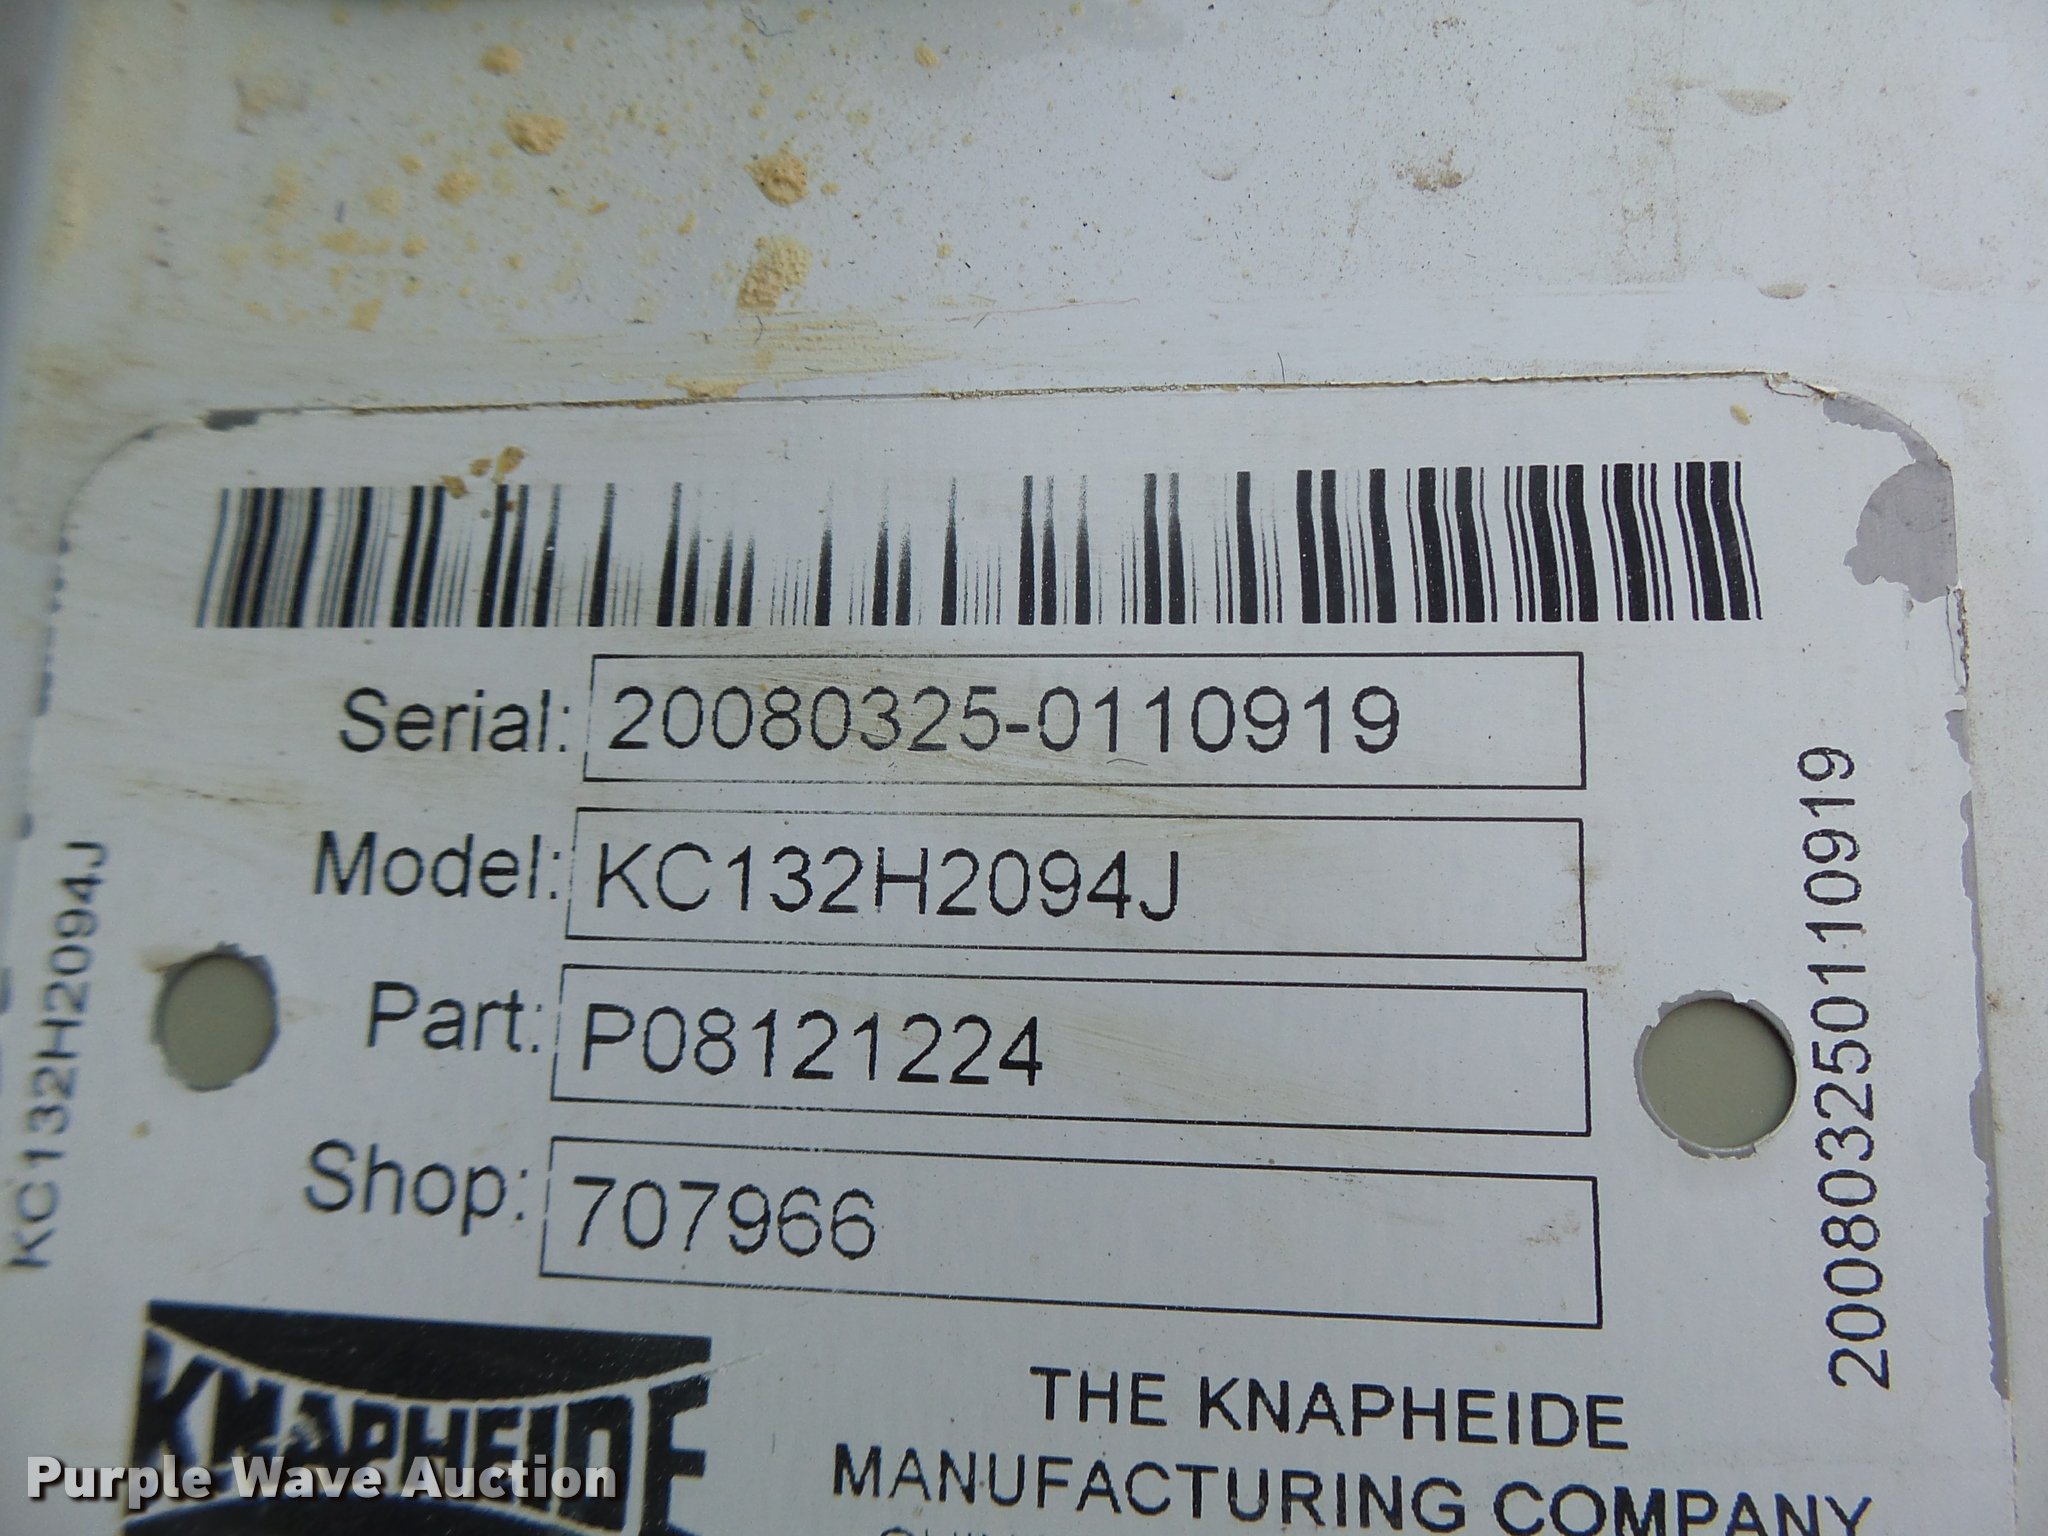 Serial: 20080325-0110919
Model: KC132H2094J
Part: P08121224
Shop: 707966
KC132H2094J
200803250110919
KNAPHEIDE
THE KNAPHEIDE
MANUFACTURING COMPANY
Purple Wave Auction